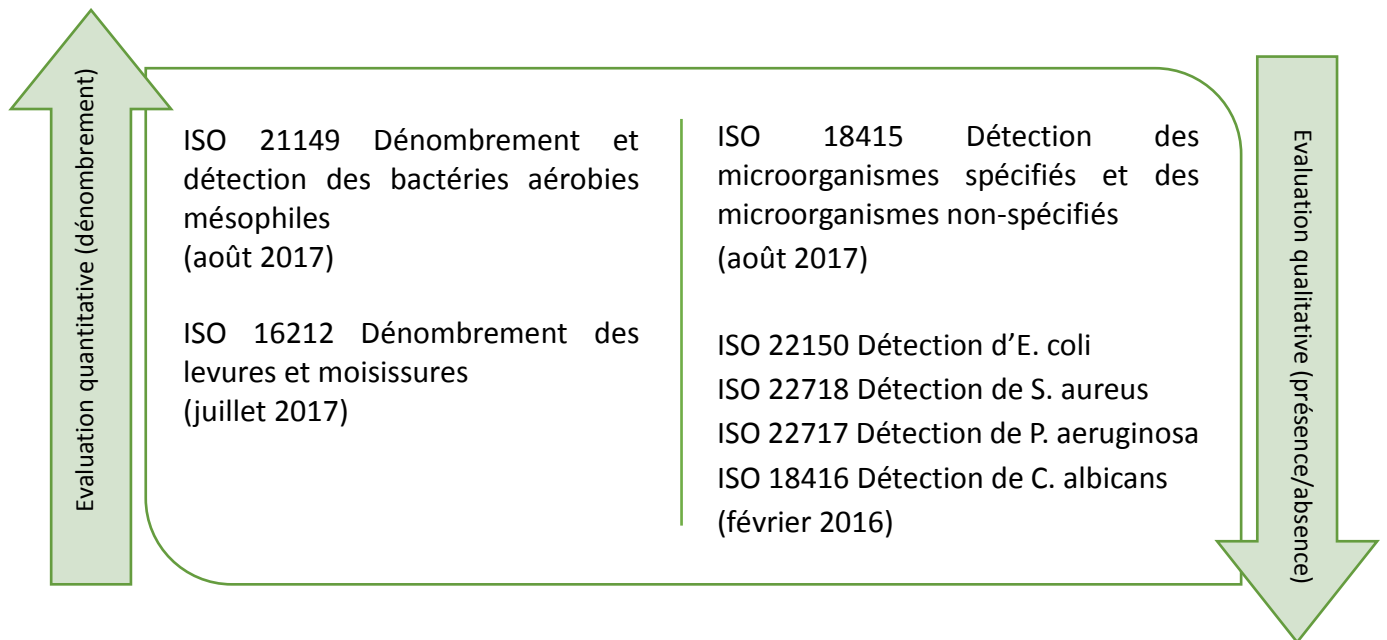 Evaluation quantitative (dénombrement)
ISO 21149 Dénombrement et
détection des bactéries aérobies
mésophiles
(août 2017)
ISO 16212 Dénombrement des
levures et moisissures
(juillet 2017)
ISO 18415 Détection des
microorganismes spécifiés et des
microorganismes non-spécifiés
(août 2017)
ISO 22150 Détection d’E. coli
ISO 22718 Détection de S. aureus
ISO 22717 Détection de P. aeruginosa
ISO 18416 Détection de C. albicans
(février 2016)
Evaluation qualitative (présence/absence)